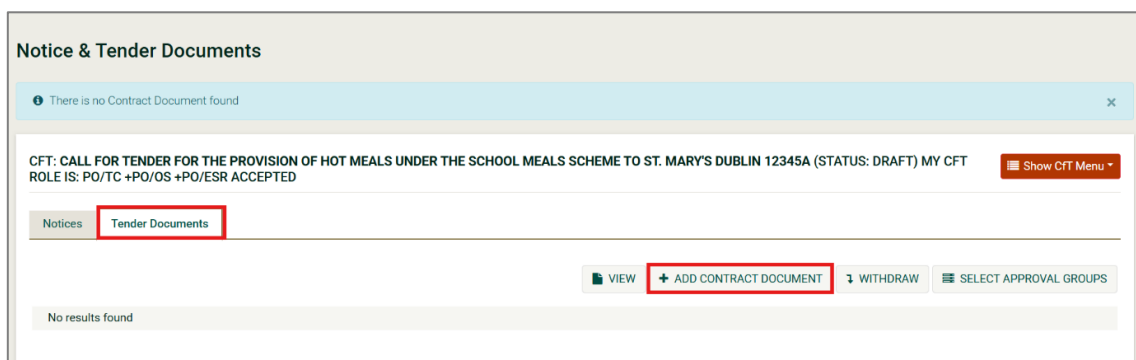 Notice & Tender Documents
There is no Contract Document found
CFT: CALL FOR TENDER FOR THE PROVISION OF HOT MEALS UNDER THE SCHOOL MEALS SCHEME TO ST. MARY'S DUBLIN 12345A (STATUS: DRAFT) MY CFT
ROLE IS: PO/TC +PO/OS +PO/ESR ACCEPTED
Show CfT Menu
Notices Tender Documents
VIEW + ADD CONTRACT DOCUMENT WITHDRAW SELECT APPROVAL GROUPS
No results found